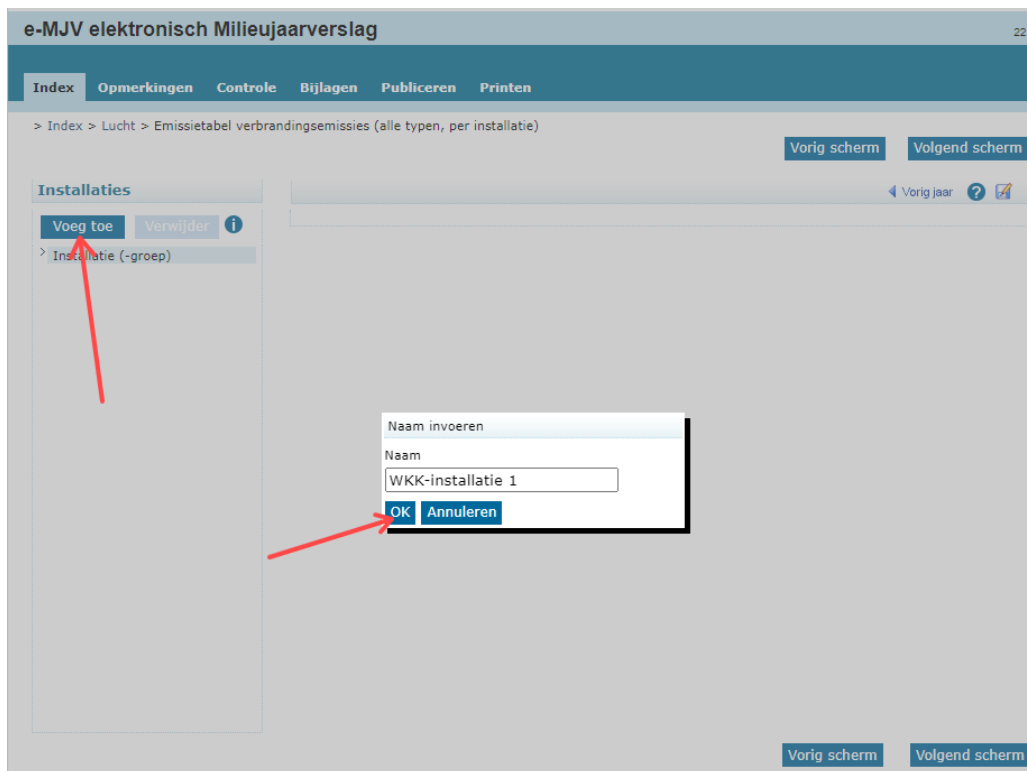 e-MJV elektronisch Milieujaarverslag
22
Index Opmerkingen Controle Bijlagen Publiceren Printen
> Index > Lucht > Emissietabel verbrandingsemissies (alle typen, per installatie)
Vorig scherm Volgend scherm
Installaties
Vorig jaar ?
Voeg toe Verwijder i
> Installatie (-groep)
Naam invoeren
Naam
WKK-installatie 1
OK Annuleren
Vorig scherm Volgend scherm